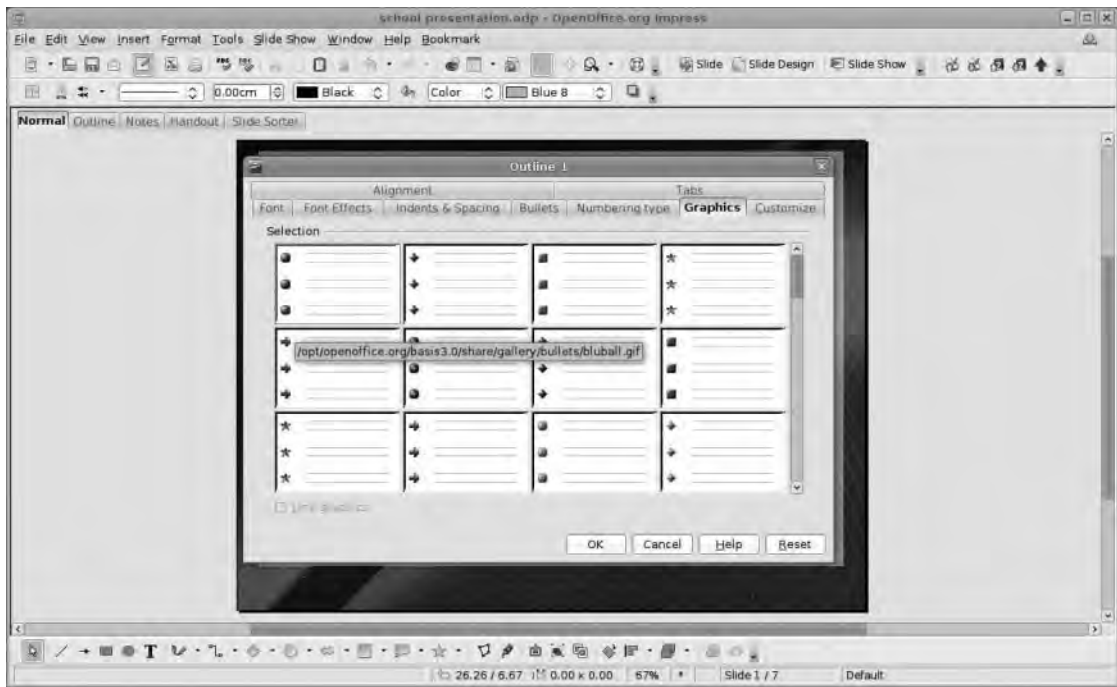 school presentation.odp - OpenOffice.org Impress
File Edit View Insert Format Tools Slide Show Window Help Bookmark
Slide Slide Design Slide Show
0.00cm Black Color Blue 8
Normal Outline Notes Handout Slide Sorter
Outline 1
Alignment Tabs
Font Font Effects Indents & Spacing Bullets Numbering type Graphics Customize
Selection
/opt/openoffice.org/basis3.0/share/gallery/bullets/bluball.gif
Link graphics
OK Cancel Help Reset
26.26 / 6.67 0.00 x 0.00 67% * Slide 1 / 7 Default